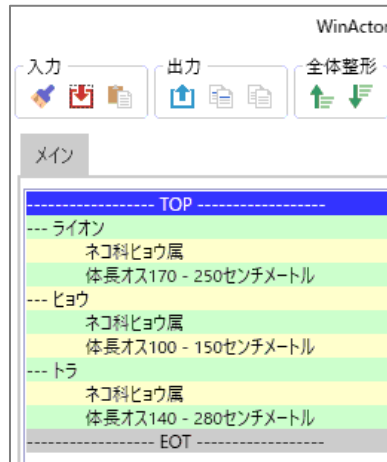 WinActor
入力
出力
全体整形
メイン
------------------ TOP ------------------
--- ライオン
ネコ科ヒョウ属
体長オス170 - 250センチメートル
--- ヒョウ
ネコ科ヒョウ属
体長オス100 - 150センチメートル
--- トラ
ネコ科ヒョウ属
体長オス140 - 280センチメートル
------------------ EOT ------------------